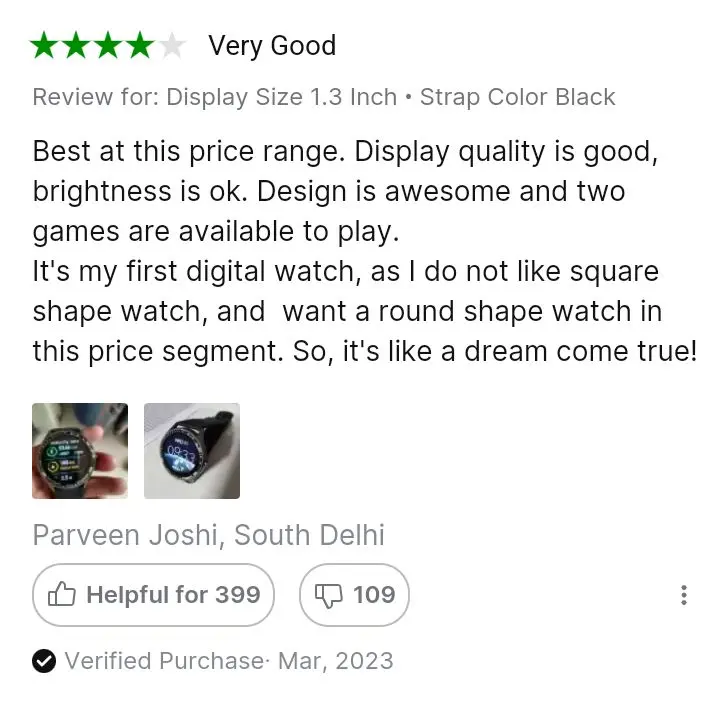 Very Good
Review for: Display Size 1.3 Inch • Strap Color Black
Best at this price range. Display quality is good,
brightness is ok. Design is awesome and two
games are available to play.
It's my first digital watch, as I do not like square
shape watch, and  want a round shape watch in
this price segment. So, it's like a dream come true!
09:33
Parveen Joshi, South Delhi
Helpful for 399
109
Verified Purchase· Mar, 2023